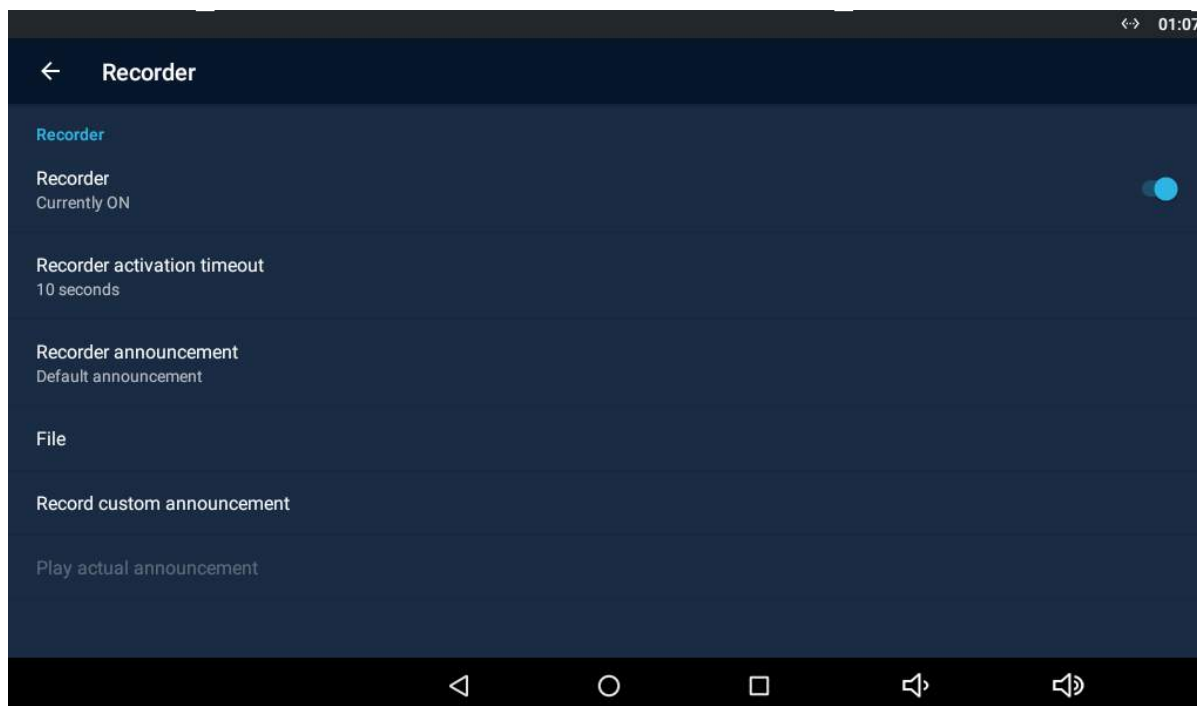 01:07
Recorder
Recorder
Recorder
Currently ON
Recorder activation timeout
10 seconds
Recorder announcement
Default announcement
File
Record custom announcement
Play actual announcement